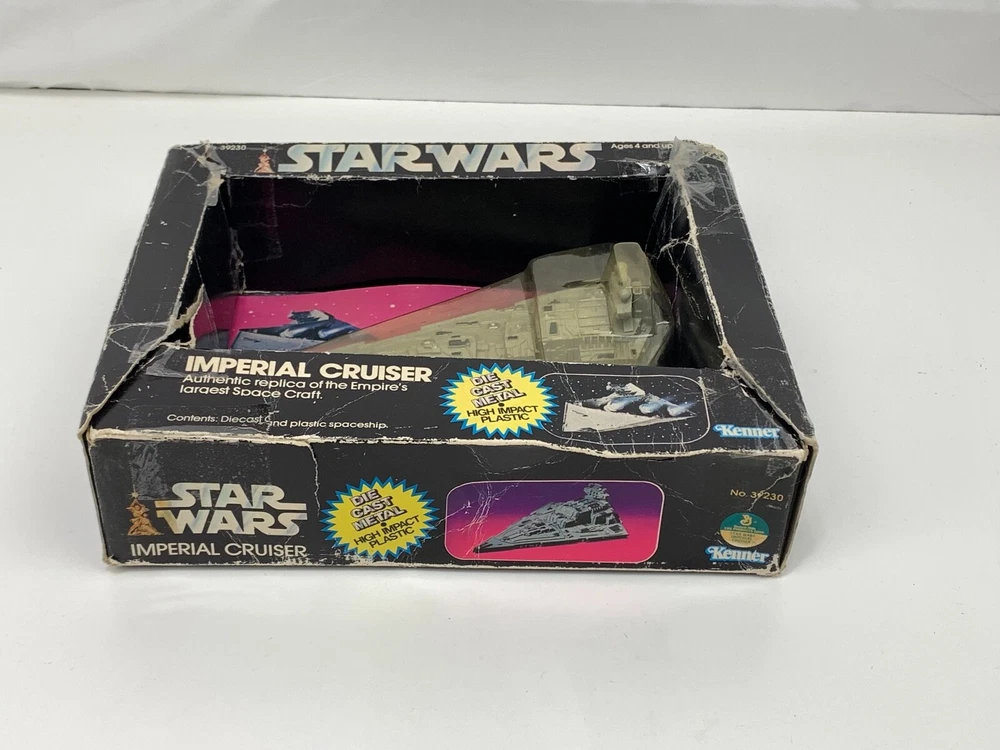 39230
STAR WARS
Ages 4 and up
IMPERIAL CRUISER
Authentic replica of the Empire's
largest Space Craft.
Contents: Diecast and plastic spaceship.
DIE
CAST
METAL
HIGH IMPACT
PLASTIC
Kenner
STAR
WARS
IMPERIAL CRUISER
DIE
CAST
METAL
HIGH IMPACT
PLASTIC
No. 39230
Kenner